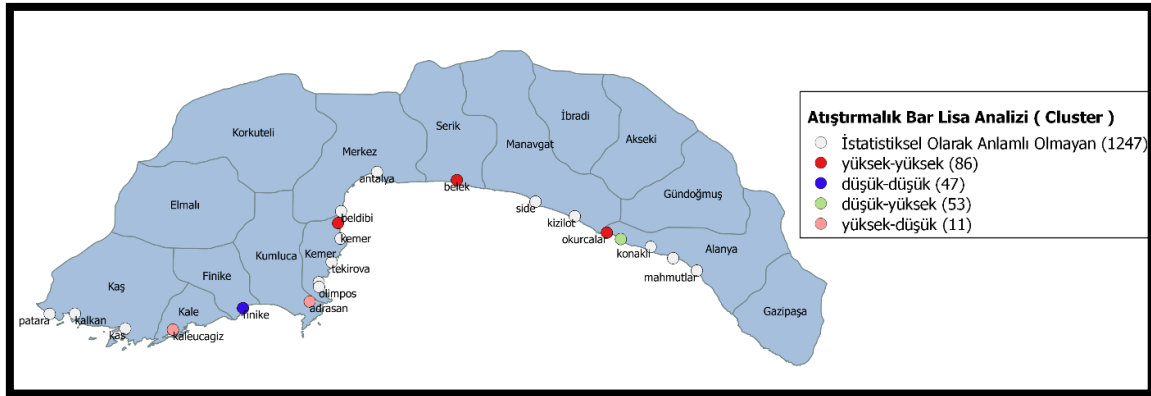 Korkuteli
Merkez
Serik
Manavgat
İbradi
Akseki
Gündoğmuş
Elmalı
antalya
belek
side
kizilot
okurcalar
konakli
Alanya
mahmutlar
Gazipaşa
beldibi
kemer
Kemer
tekirova
Kumluca
olimpos
adrasan
Finike
finike
Kaş
Kale
patara
kalkan
kaş
kaleucagiz
Atıştırmalık Bar Lisa Analizi ( Cluster )
İstatistiksel Olarak Anlamlı Olmayan (1247)
yüksek-yüksek (86)
düşük-düşük (47)
düşük-yüksek (53)
yüksek-düşük (11)